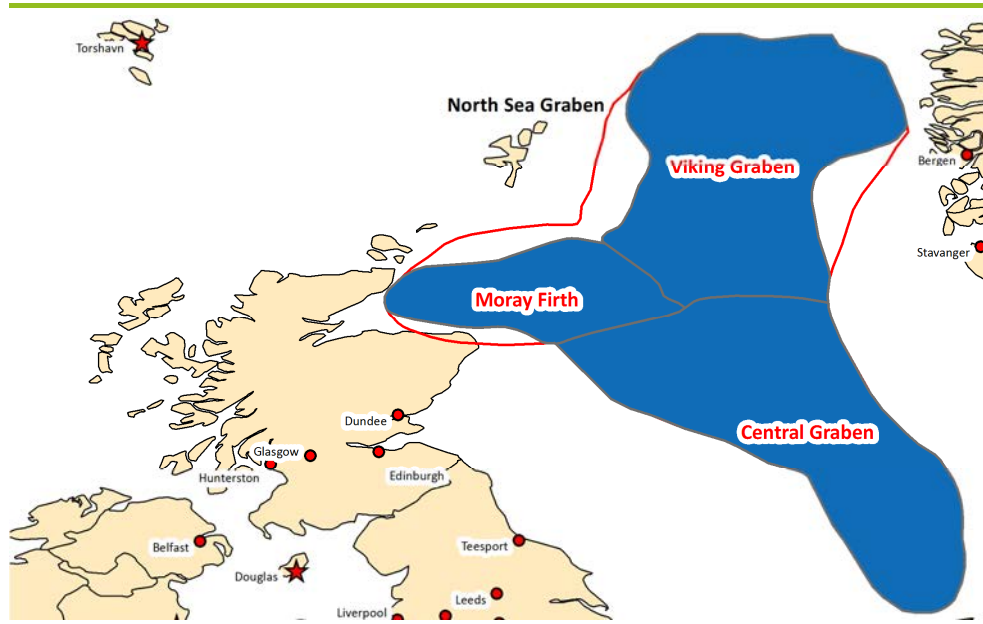 Torshavn
North Sea Graben
Viking Graben
Bergen
Stavanger
Moray Firth
Dundee
Central Graben
Glasgow
Hunterston
Edinburgh
Belfast
Teesport
Douglas
Leeds
Liverpool